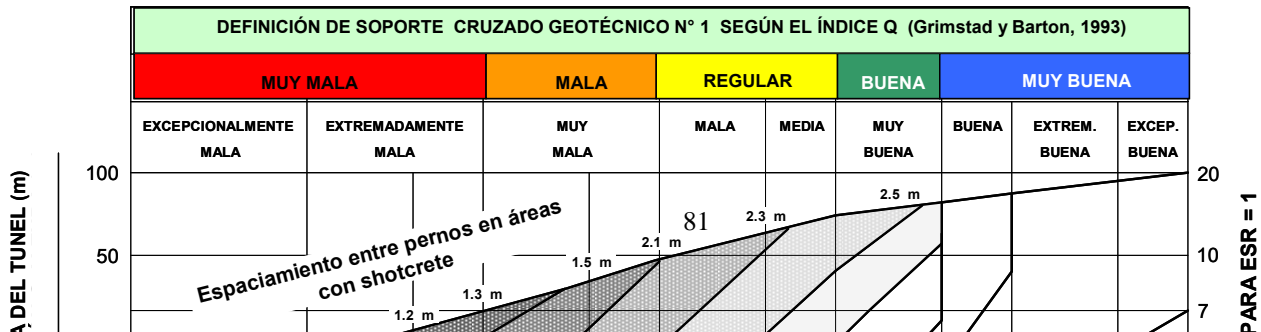 DEFINICIÓN DE SOPORTE CRUZADO GEOTÉCNICO N° 1 SEGÚN EL ÍNDICE Q (Grimstad y Barton, 1993)
MUY MALA MALA REGULAR BUENA MUY BUENA
EXCEPCIONALMENTE EXTREMADAMENTE MUY MALA MEDIA MUY BUENA EXTREM. EXCEP.
MALA MALA MALA BUENA BUENA BUENA
100 20
2.5 m
81 2.3 m
2.1 m
50 10
1.5 m
Espaciamiento entre pernos en áreas
con shotcrete
1.3 m
1.2 m
7
DEL TUNEL (m)
PARA ESR = 1